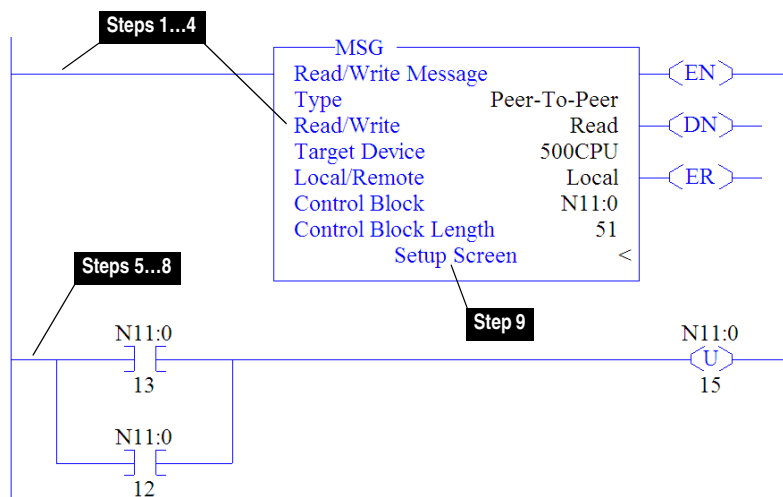 Steps 1...4
MSG
Read/Write Message
Type Peer-To-Peer
Read/Write Read
Target Device 500CPU
Local/Remote Local
Control Block N11:0
Control Block Length 51
Setup Screen <
EN
DN
ER
Steps 5...8
Step 9
N11:0
13
N11:0
U
15
N11:0
12